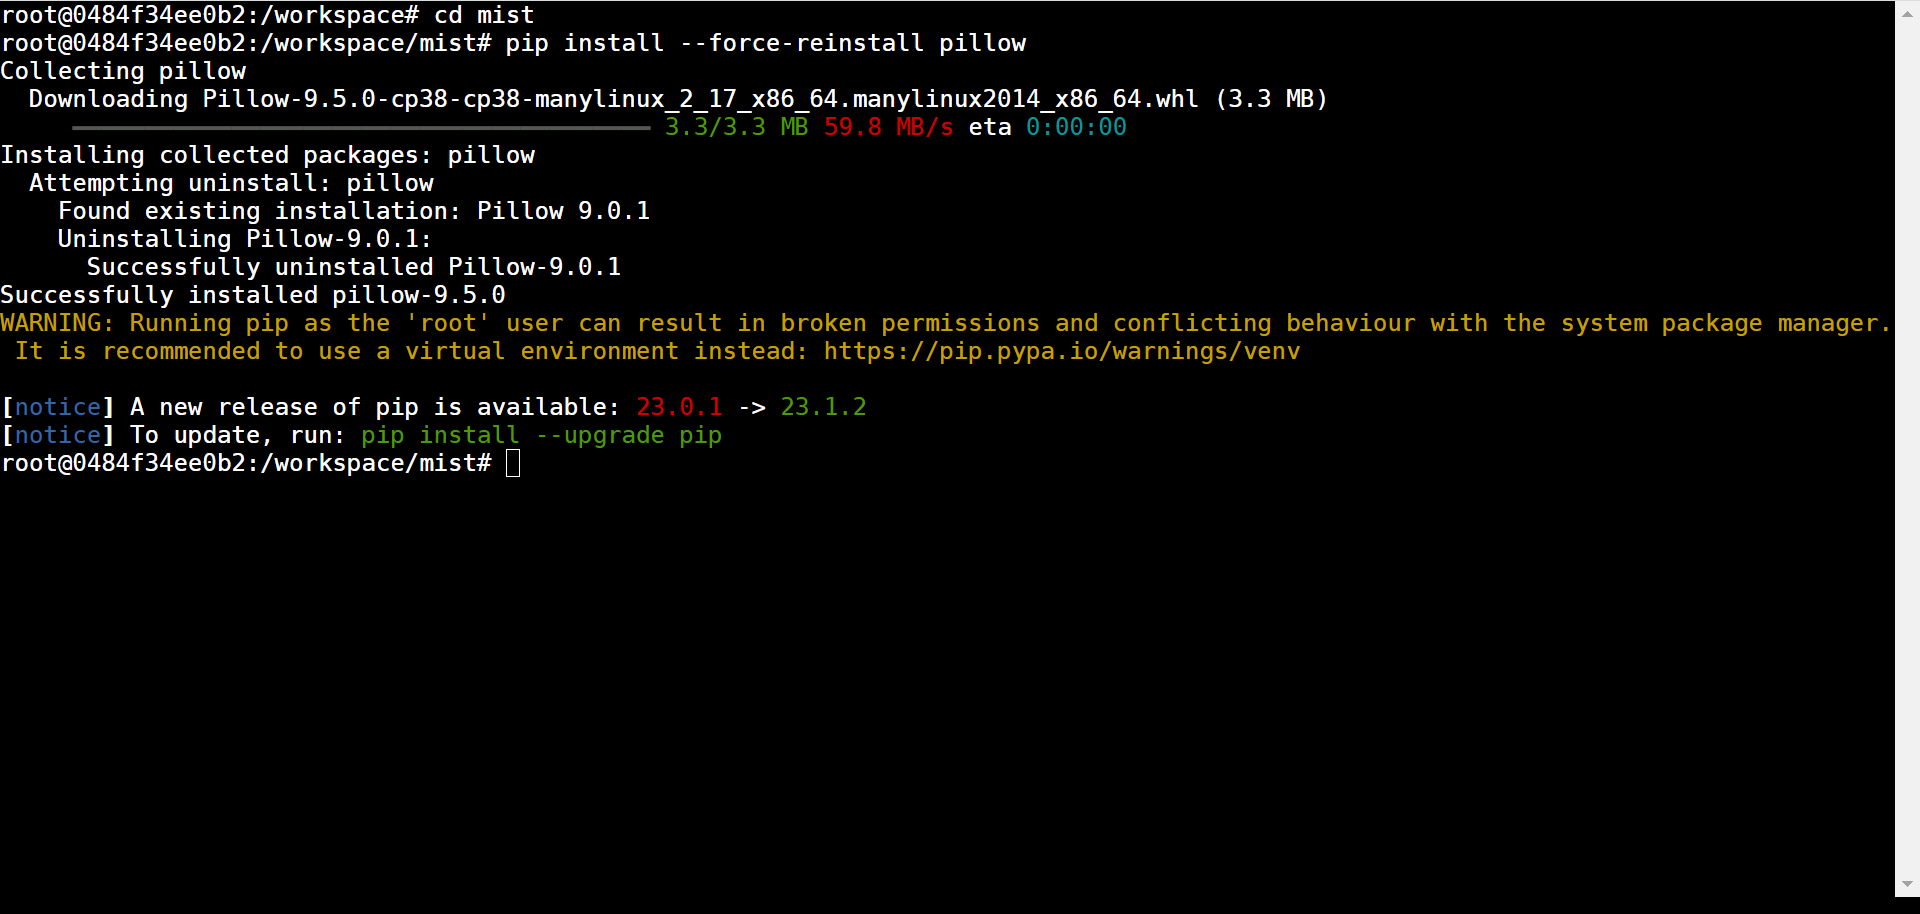 root@0484f34ee0b2:/workspace# cd mist
root@0484f34ee0b2:/workspace/mist# pip install --force-reinstall pillow
Collecting pillow
  Downloading Pillow-9.5.0-cp38-cp38-manylinux_2_17_x86_64.manylinux2014_x86_64.whl (3.3 MB)
3.3/3.3 MB 59.8 MB/s eta 0:00:00
Installing collected packages: pillow
  Attempting uninstall: pillow
    Found existing installation: Pillow 9.0.1
    Uninstalling Pillow-9.0.1:
      Successfully uninstalled Pillow-9.0.1
Successfully installed pillow-9.5.0
WARNING: Running pip as the 'root' user can result in broken permissions and conflicting behaviour with the system package manager.
 It is recommended to use a virtual environment instead: https://pip.pypa.io/warnings/venv
[notice] A new release of pip is available: 23.0.1 -> 23.1.2
[notice] To update, run: pip install --upgrade pip
root@0484f34ee0b2:/workspace/mist#